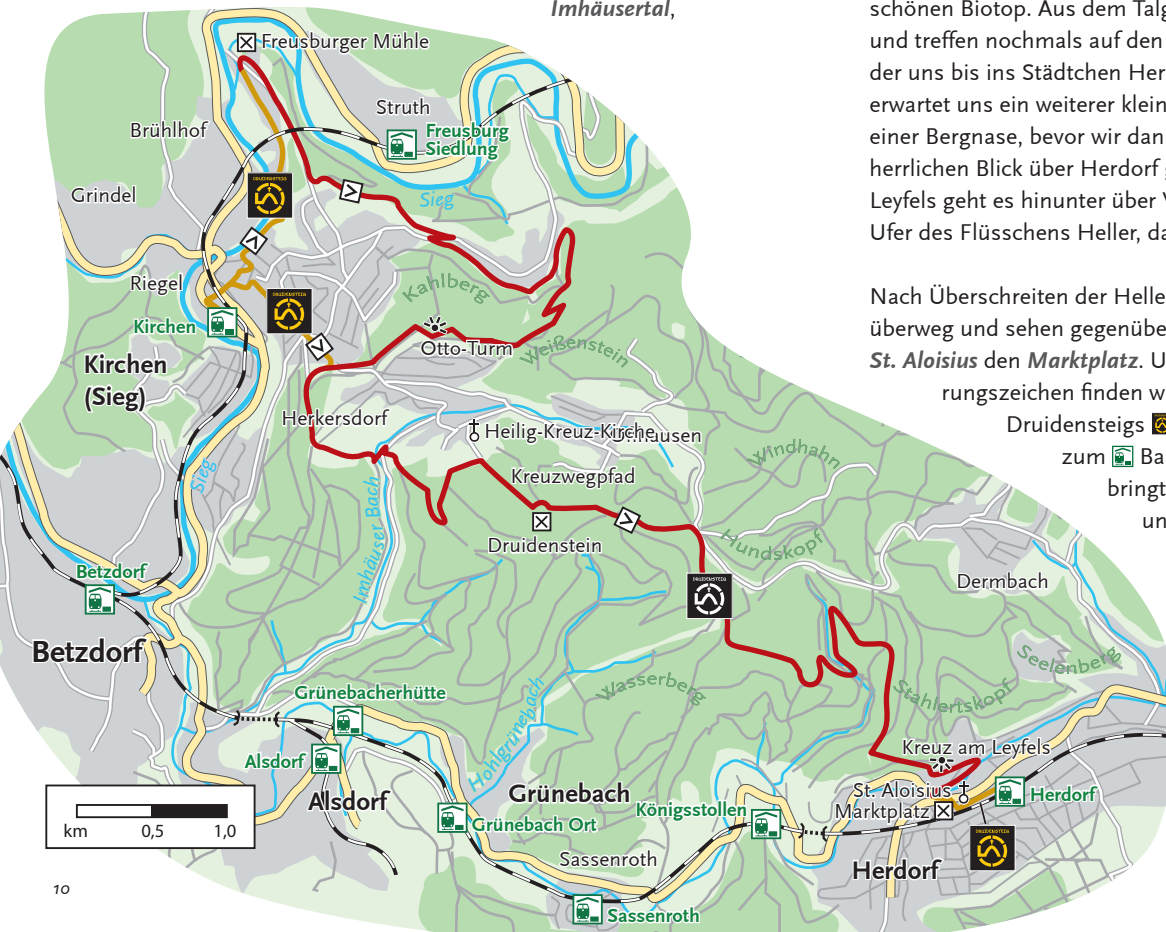 Imhäusertal,
schönen Biotop. Aus dem Talg
und treffen nochmals auf den
der uns bis ins Städtchen Her
erwartet uns ein weiterer klein
einer Bergnase, bevor wir dan
herrlichen Blick über Herdorf
Leyfels geht es hinunter über V
Ufer des Flüsschens Heller, da
Nach Überschreiten der Helle
überweg und sehen gegenübe
St. Aloisius den Marktplatz. U
rungszeichen finden w
Druidensteigs
zum Ba
bringt
un
Freusburger Mühle
Struth
Brühlhof
Freusburg
Siedlung
Grindel
DRUIDENSTEIG
Sieg
Riegel
Kahlberg
DRUIDENSTEIG
Kirchen
Otto-Turm
Weißenstein
Kirchen
(Sieg)
Herkersdorf
Heilig-Kreuz-Kirche
Windhahn
Sieg
Kreuzwegpfad
Imhäuser Bach
Druidenstein
Hundskopf
Betzdorf
Dermbach
DRUIDENSTEIG
Betzdorf
Seelenberg
Wasserberg
Stahlertskopf
Grünebacherhütte
Hohlgrünebach
Alsdorf
Kreuz am Leyfels
Alsdorf
Grünebach
St. Aloisius
Herdorf
Königsstollen
Marktplatz
Grünebach Ort
km 0,5 1,0
DRUIDENSTEIG
Sassenroth
Herdorf
Sassenroth
10